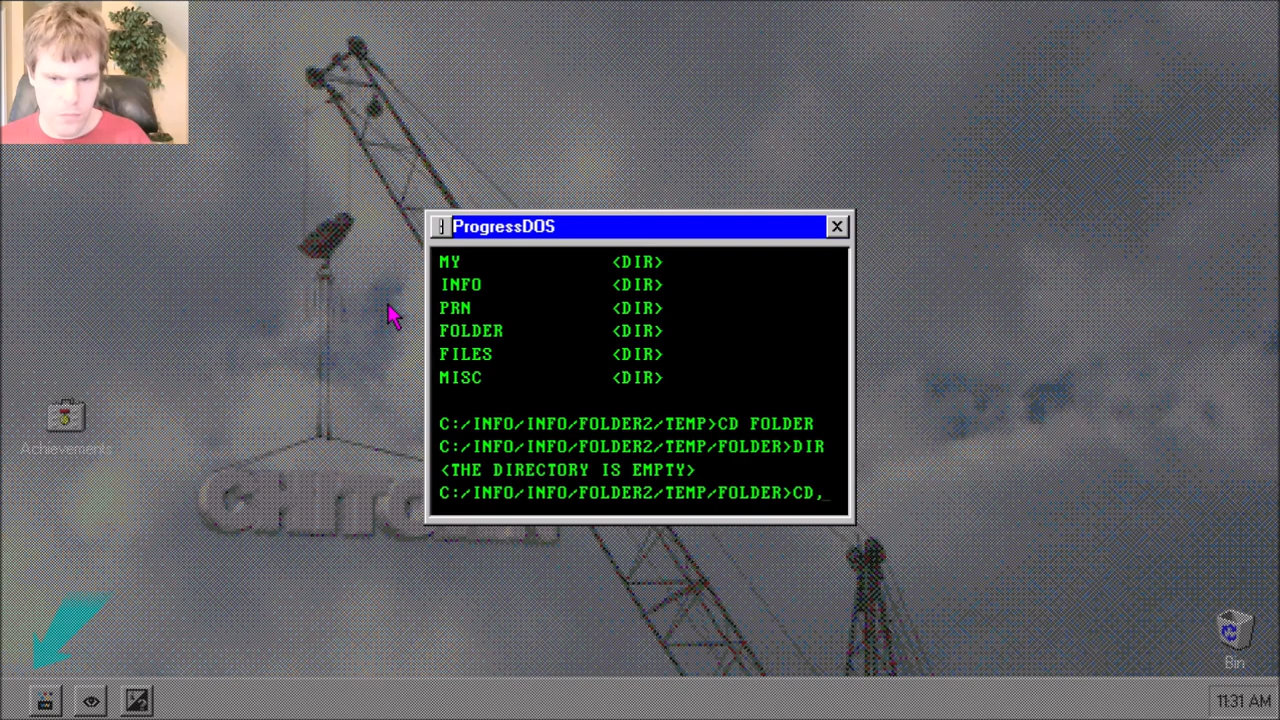 ProgressDOS
MY <DIR>
INFO <DIR>
PRN <DIR>
FOLDER <DIR>
FILES <DIR>
MISC <DIR>
C:/INFO/INFO/FOLDER2/TEMP>CD FOLDER
C:/INFO/INFO/FOLDER2/TEMP/FOLDER>DIR
<THE DIRECTORY IS EMPTY>
C:/INFO/INFO/FOLDER2/TEMP/FOLDER>CD,_
Achievements
Bin
11:31 AM